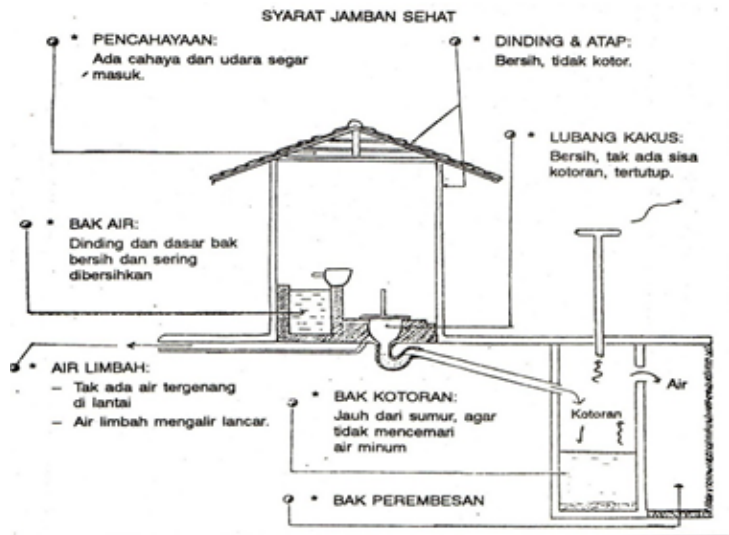 SYARAT JAMBAN SEHAT
* PENCAHAYAAN:
Ada cahaya dan udara segar
masuk.
* DINDING & ATAP:
Bersih, tidak kotor.
* LUBANG KAKUS:
Bersih, tak ada sisa
kotoran, tertutup.
* BAK AIR:
Dinding dan dasar bak
bersih dan sering
dibersihkan
* AIR LIMBAH:
– Tak ada air tergenang
di lantai
– Air limbah mengalir lancar.
* BAK KOTORAN:
Jauh dari sumur, agar
tidak mencemari
air minum
Kotoran
Air
* BAK PEREMBESAN